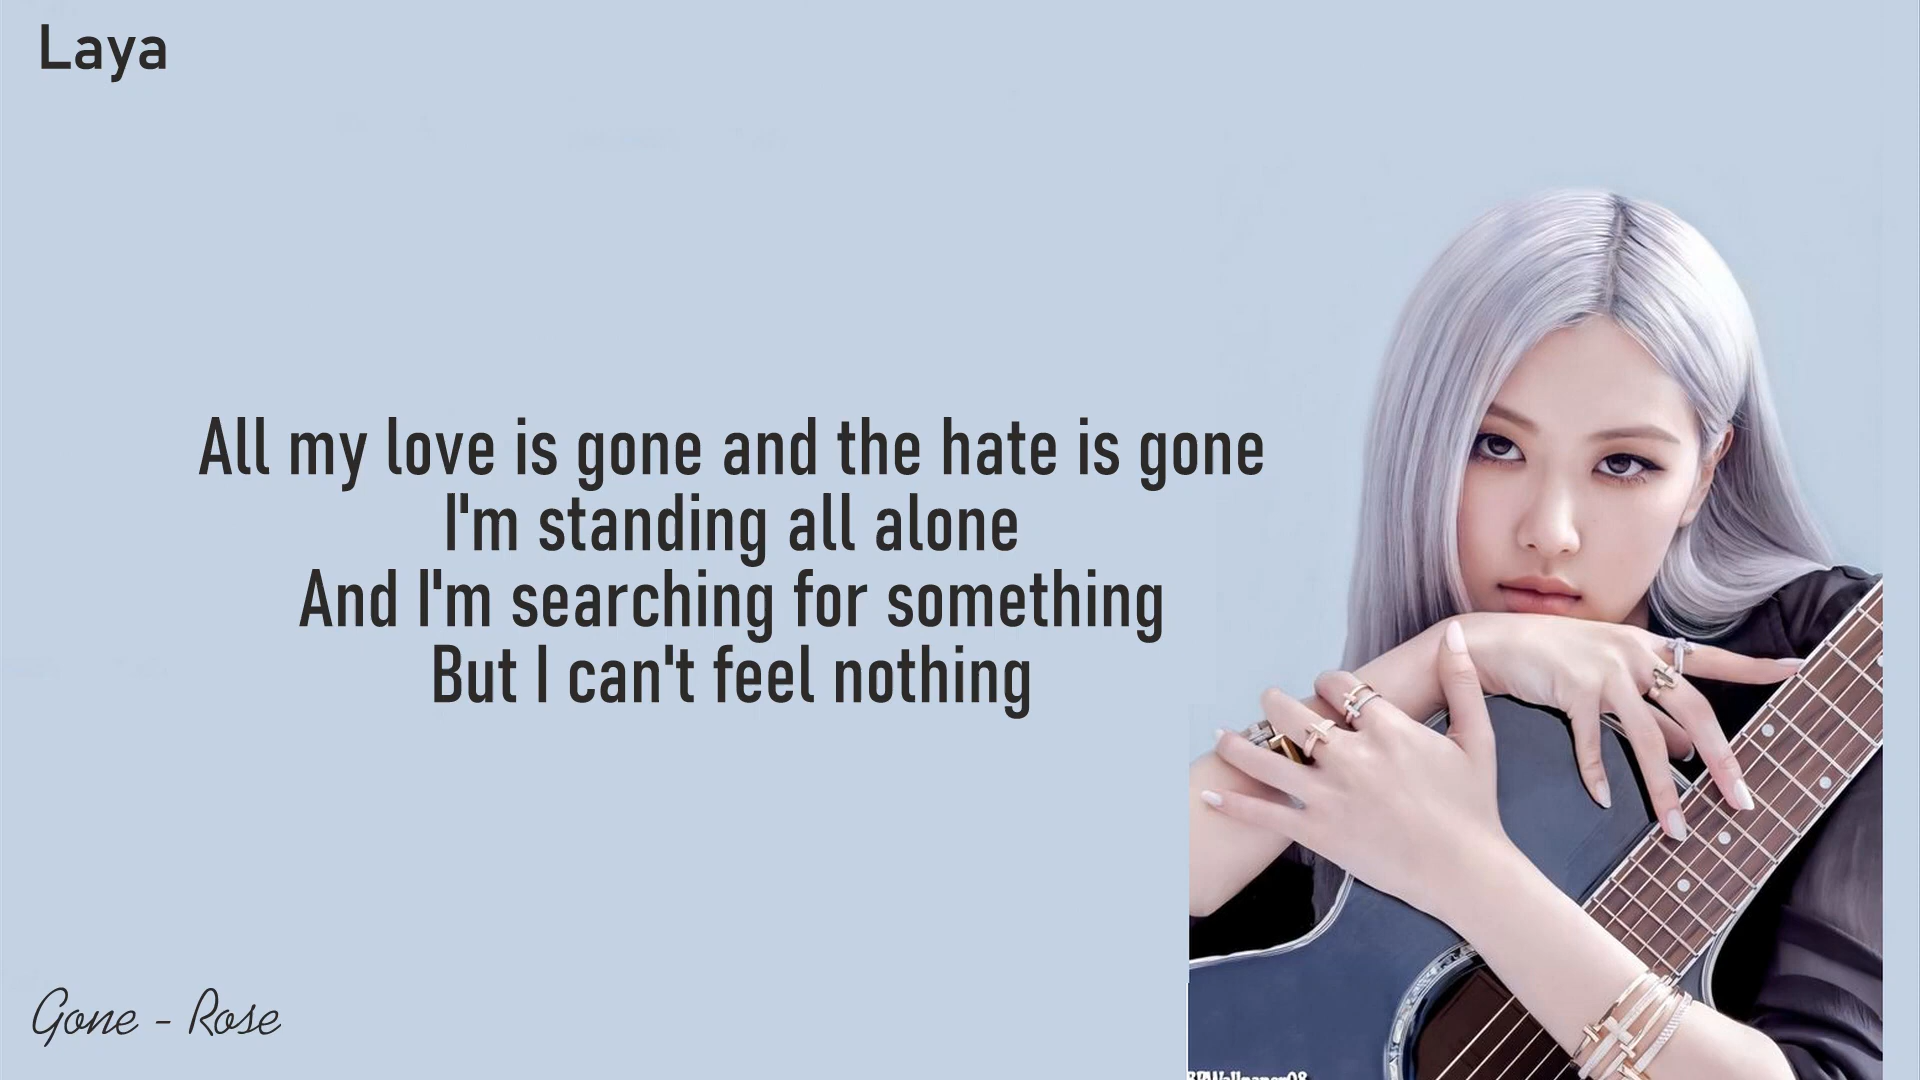 Laya
All my love is gone and the hate is gone
I'm standing all alone
And I'm searching for something
But I can't feel nothing
Gone - Rose